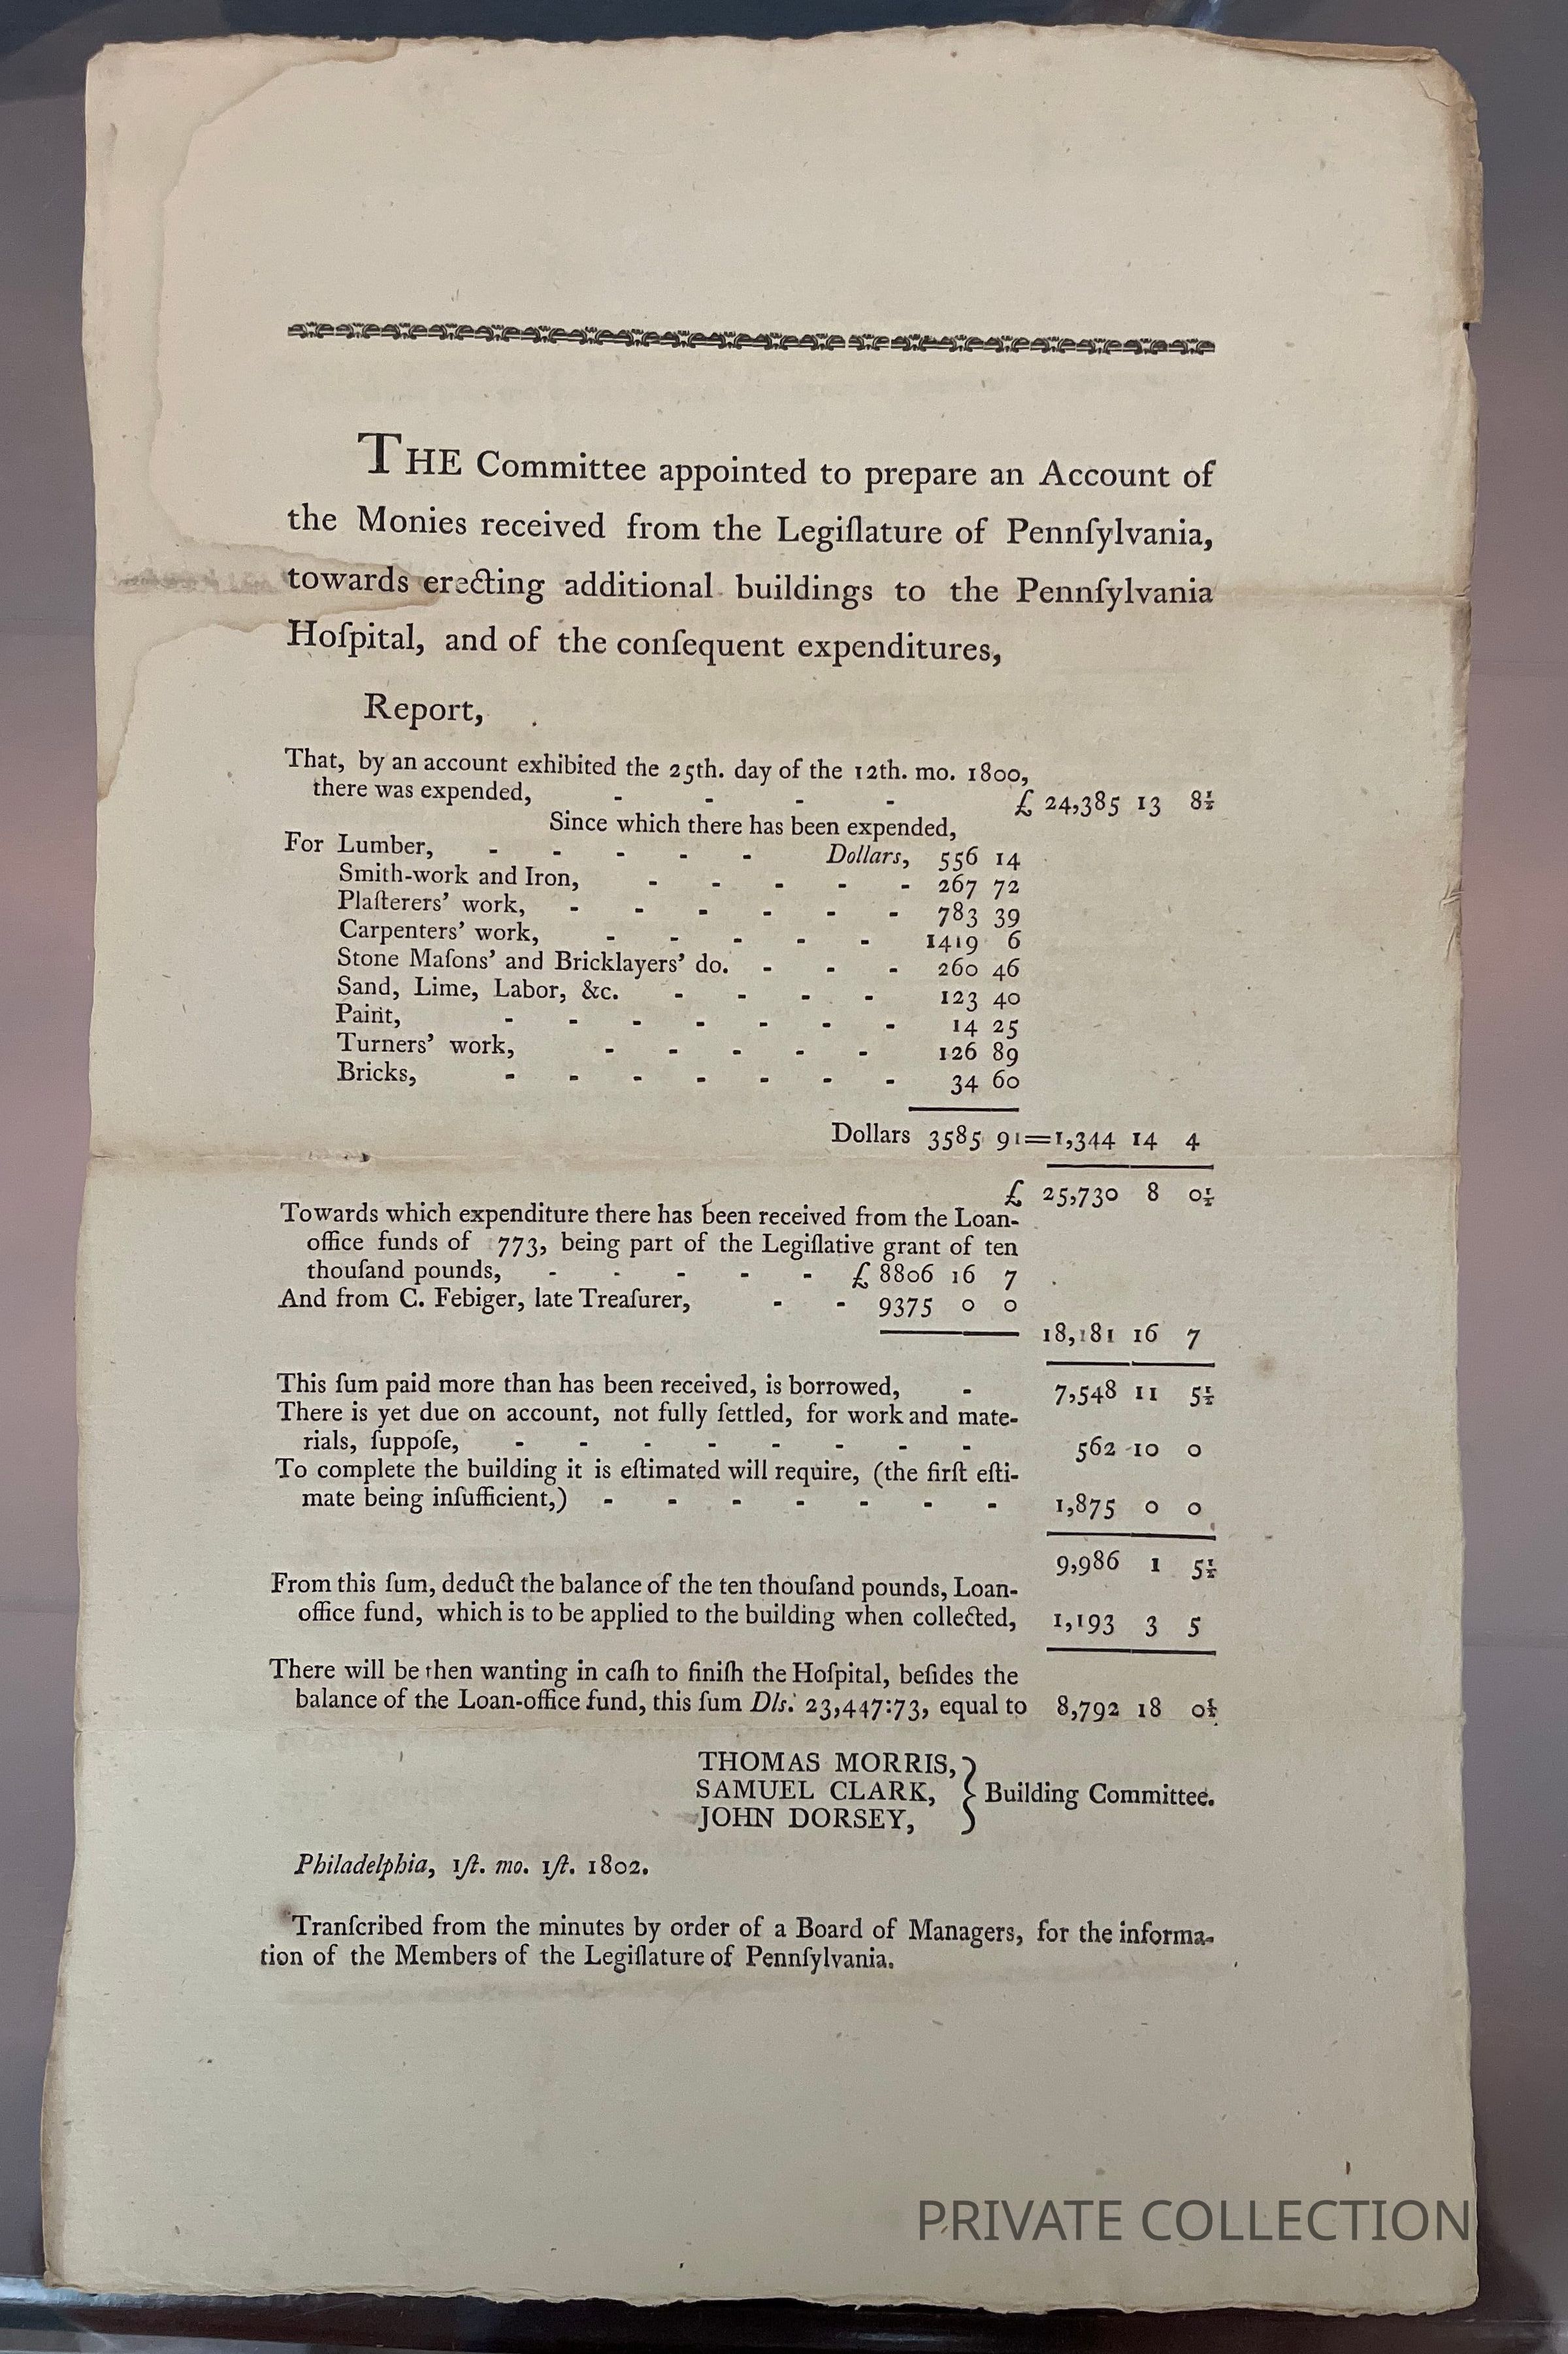 THE Committee appointed to prepare an Account of
the Monies received from the Legiſlature of Pennſylvania,
towards erecting additional buildings to the Pennſylvania
Hoſpital, and of the conſequent expenditures,
Report,
That, by an account exhibited the 25th. day of the 12th. mo. 1800,
there was expended, - - - - £ 24,385 13 8½
Since which there has been expended,
For Lumber, - - - - - Dollars, 556 14
Smith-work and Iron, - - - - - 267 72
Plaſterers' work, - - - - - - 783 39
Carpenters' work, - - - - - 1419 6
Stone Maſons' and Bricklayers' do. - - - 260 46
Sand, Lime, Labor, &c. - - - - 123 40
Paint, - - - - - - - 14 25
Turners' work, - - - - - 126 89
Bricks, - - - - - - - 34 60
Dollars 3585 91=1,344 14 4
£ 25,730 8 0½
Towards which expenditure there has been received from the Loan-
office funds of 773, being part of the Legiſlative grant of ten
thouſand pounds, - - - - - £ 8806 16 7
And from C. Febiger, late Treaſurer, - - 9375 0 0
18,181 16 7
This ſum paid more than has been received, is borrowed, - 7,548 11 5½
There is yet due on account, not fully ſettled, for work and mate-
rials, ſuppoſe, - - - - - - - - 562 10 0
To complete the building it is eſtimated will require, (the firſt eſti-
mate being inſufficient,) - - - - - - - 1,875 0 0
9,986 1 5½
From this ſum, deduct the balance of the ten thouſand pounds, Loan-
office fund, which is to be applied to the building when collected, 1,193 3 5
There will be then wanting in caſh to finiſh the Hoſpital, beſides the
balance of the Loan-office fund, this ſum Dls. 23,447:73, equal to 8,792 18 0½
THOMAS MORRIS,
SAMUEL CLARK, } Building Committee.
JOHN DORSEY,
Philadelphia, 1ſt. mo. 1ſt. 1802.
Tranſcribed from the minutes by order of a Board of Managers, for the informa-
tion of the Members of the Legiſlature of Pennſylvania.
PRIVATE COLLECTION